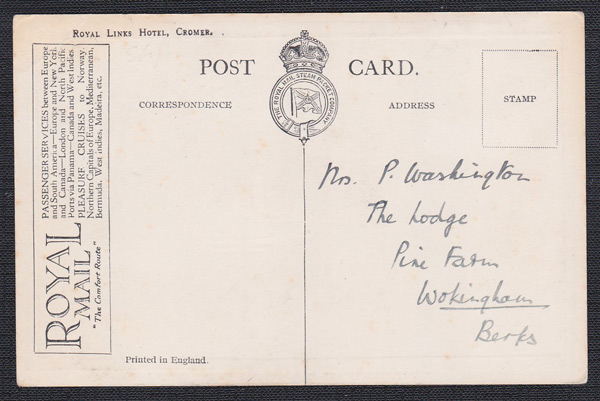 Royal Links Hotel, Cromer.
POST CARD.
THE ROYAL MAIL STEAM PACKET COMPANY
CORRESPONDENCE
ADDRESS
STAMP
PASSENGER SERVICES between Europe
and South America—Europe and New York
and Canada—London and North Pacific
Ports via Panama—Canada and West Indies
PLEASURE CRUISES to Norway,
Northern Capitals of Europe, Mediterranean,
Bermuda, West Indies, Madeira, etc.
ROYAL
MAIL
"The Comfort Route"
Mrs. P. Washington
The Lodge
Pine Farm
Wokingham
Berks
Printed in England.